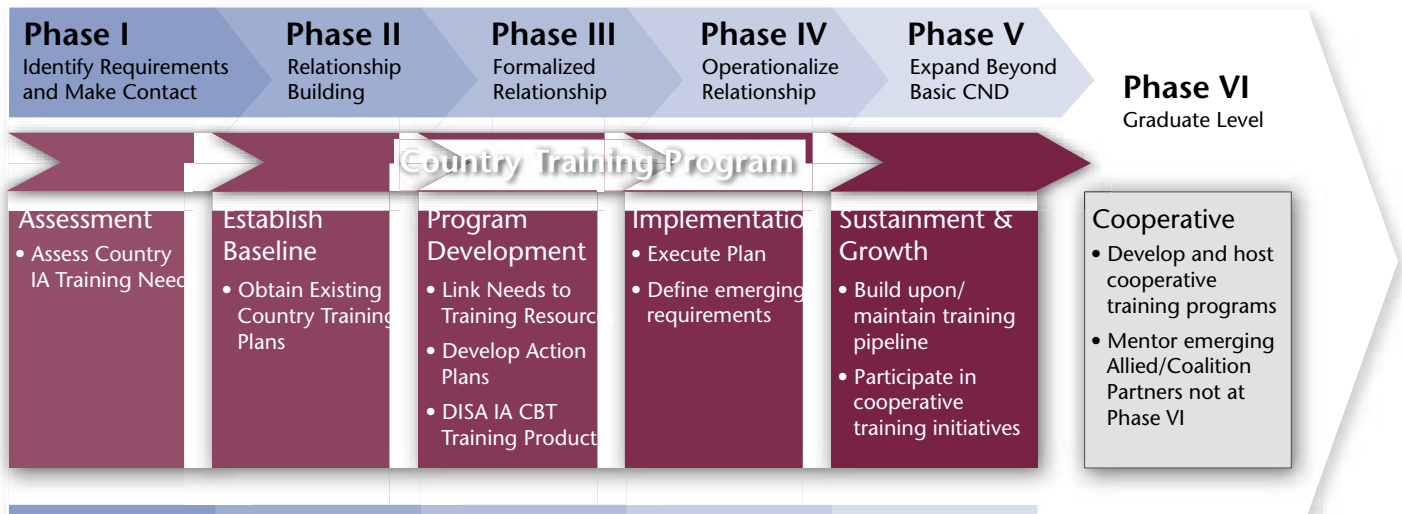 Phase I
Identify Requirements
and Make Contact
Phase II
Relationship
Building
Phase III
Formalized
Relationship
Phase IV
Operationalize
Relationship
Phase V
Expand Beyond
Basic CND
Phase VI
Graduate Level
Country Training Program
Assessment
• Assess Country
IA Training Need
Establish
Baseline
• Obtain Existing
Country Training
Plans
Program
Development
• Link Needs to
Training Resources
• Develop Action
Plans
• DISA IA CBT
Training Product
Implementation
• Execute Plan
• Define emerging
requirements
Sustainment &
Growth
• Build upon/
maintain training
pipeline
• Participate in
cooperative
training initiatives
Cooperative
• Develop and host
cooperative
training programs
• Mentor emerging
Allied/Coalition
Partners not at
Phase VI